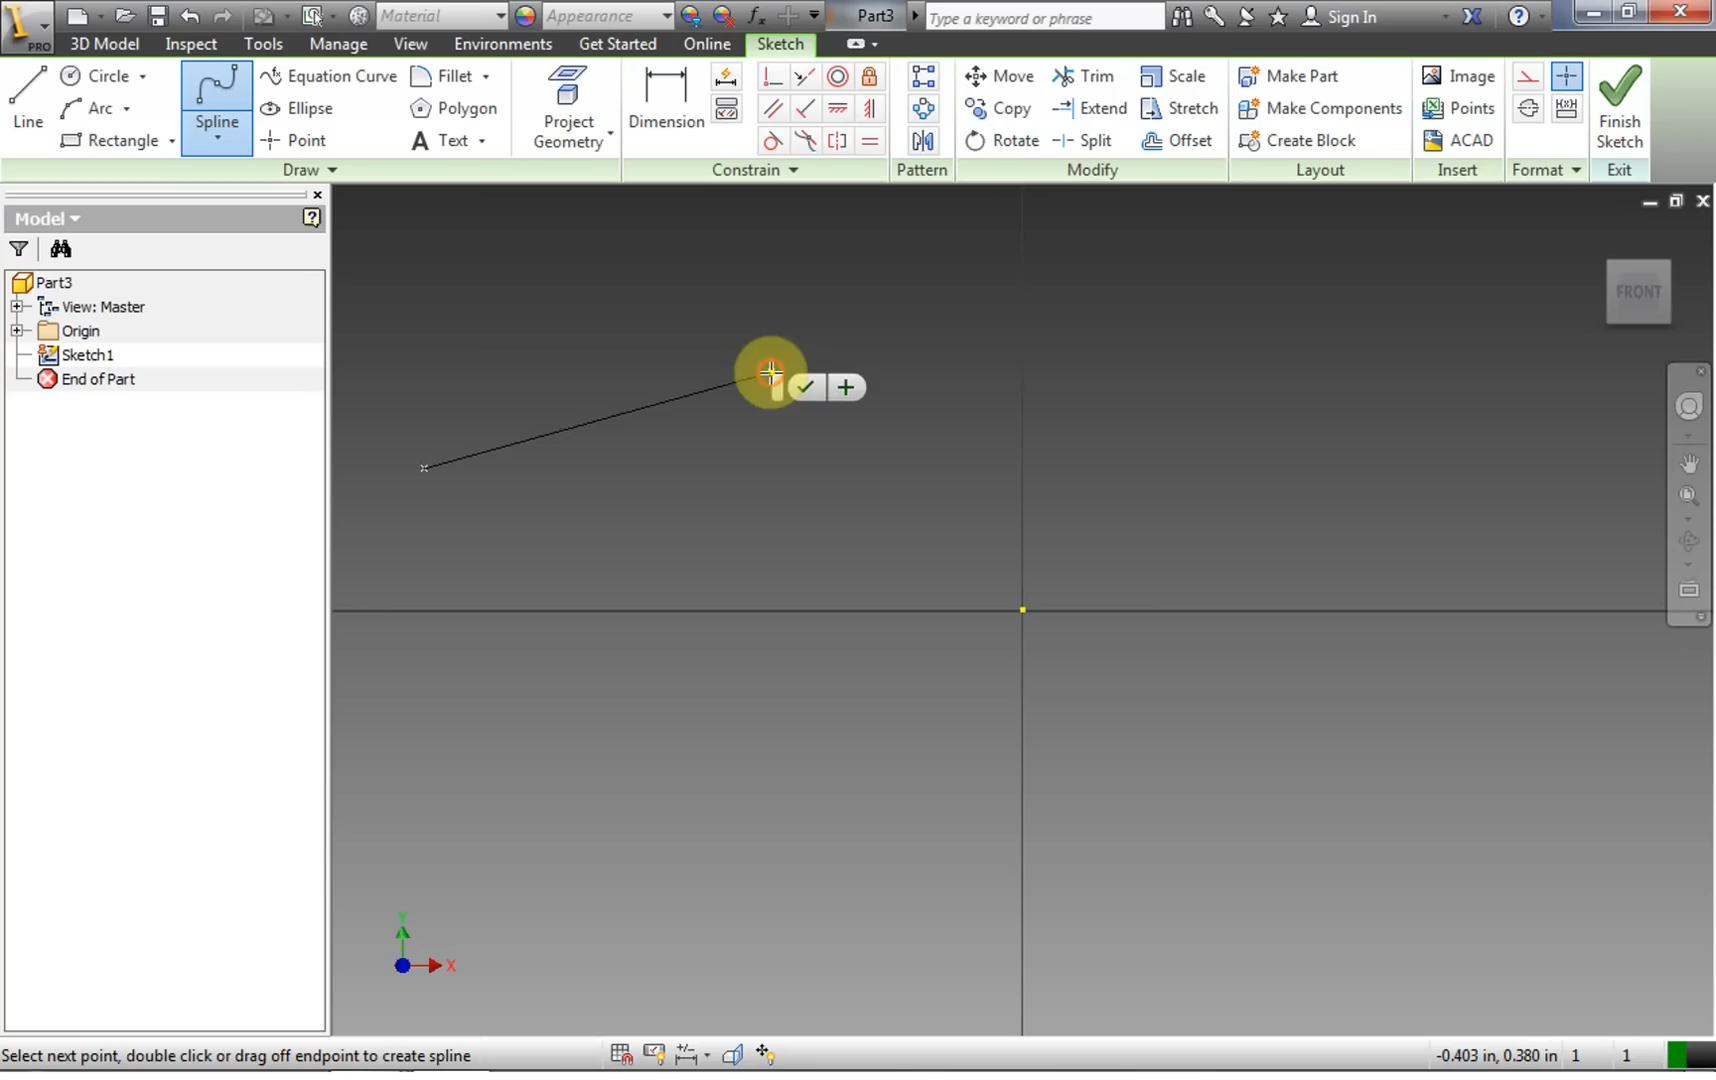 Material Appearance fx Part3 Type a keyword or phrase Sign In
PRO 3D Model Inspect Tools Manage View Environments Get Started Online Sketch
Line Circle Arc Rectangle Spline Equation Curve Ellipse Point Fillet Polygon Text Project Geometry Dimension Move Copy Rotate Trim Extend Split Scale Stretch Offset Make Part Make Components Create Block Image Points ACAD Finish Sketch
Draw Constrain Pattern Modify Layout Insert Format Exit
Model
Part3
View: Master
Origin
Sketch1
End of Part
FRONT
Y
X
Select next point, double click or drag off endpoint to create spline -0.403 in, 0.380 in 1 1